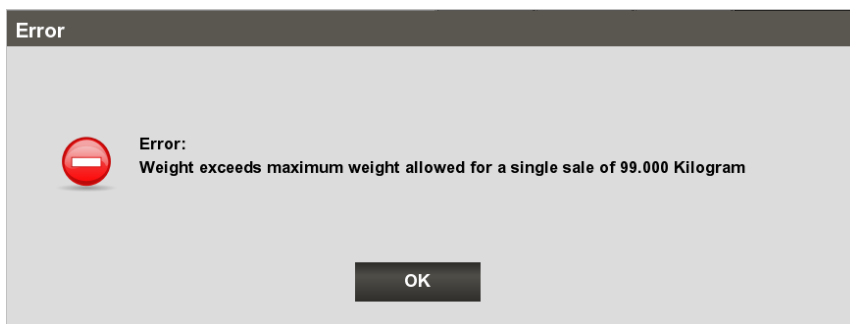 Error
Error:
Weight exceeds maximum weight allowed for a single sale of 99.000 Kilogram
OK